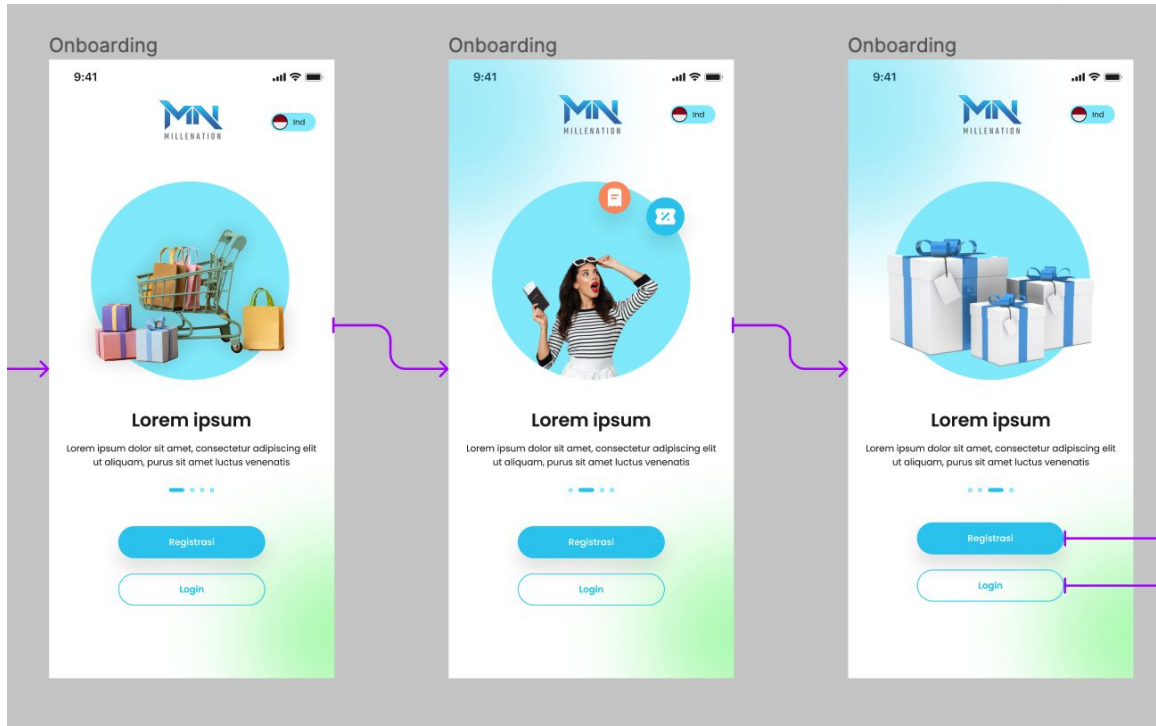 Onboarding
9:41
MN
MILLENATION
Ind
Lorem ipsum
Lorem ipsum dolor sit amet, consectetur adipiscing elit
ut aliquam, purus sit amet luctus venenatis
Registrasi
Login
Onboarding
9:41
MN
MILLENATION
Ind
Lorem ipsum
Lorem ipsum dolor sit amet, consectetur adipiscing elit
ut aliquam, purus sit amet luctus venenatis
Registrasi
Login
Onboarding
9:41
MN
MILLENATION
Ind
Lorem ipsum
Lorem ipsum dolor sit amet, consectetur adipiscing elit
ut aliquam, purus sit amet luctus venenatis
Registrasi
Login